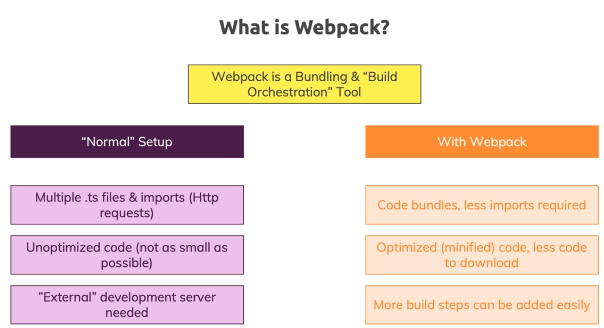 What is Webpack?
Webpack is a Bundling & “Build
Orchestration” Tool
“Normal” Setup
With Webpack
Multiple .ts files & imports (Http
requests)
Code bundles, less imports required
Unoptimized code (not as small as
possible)
Optimized (minified) code, less code
to download
“External” development server
needed
More build steps can be added easily